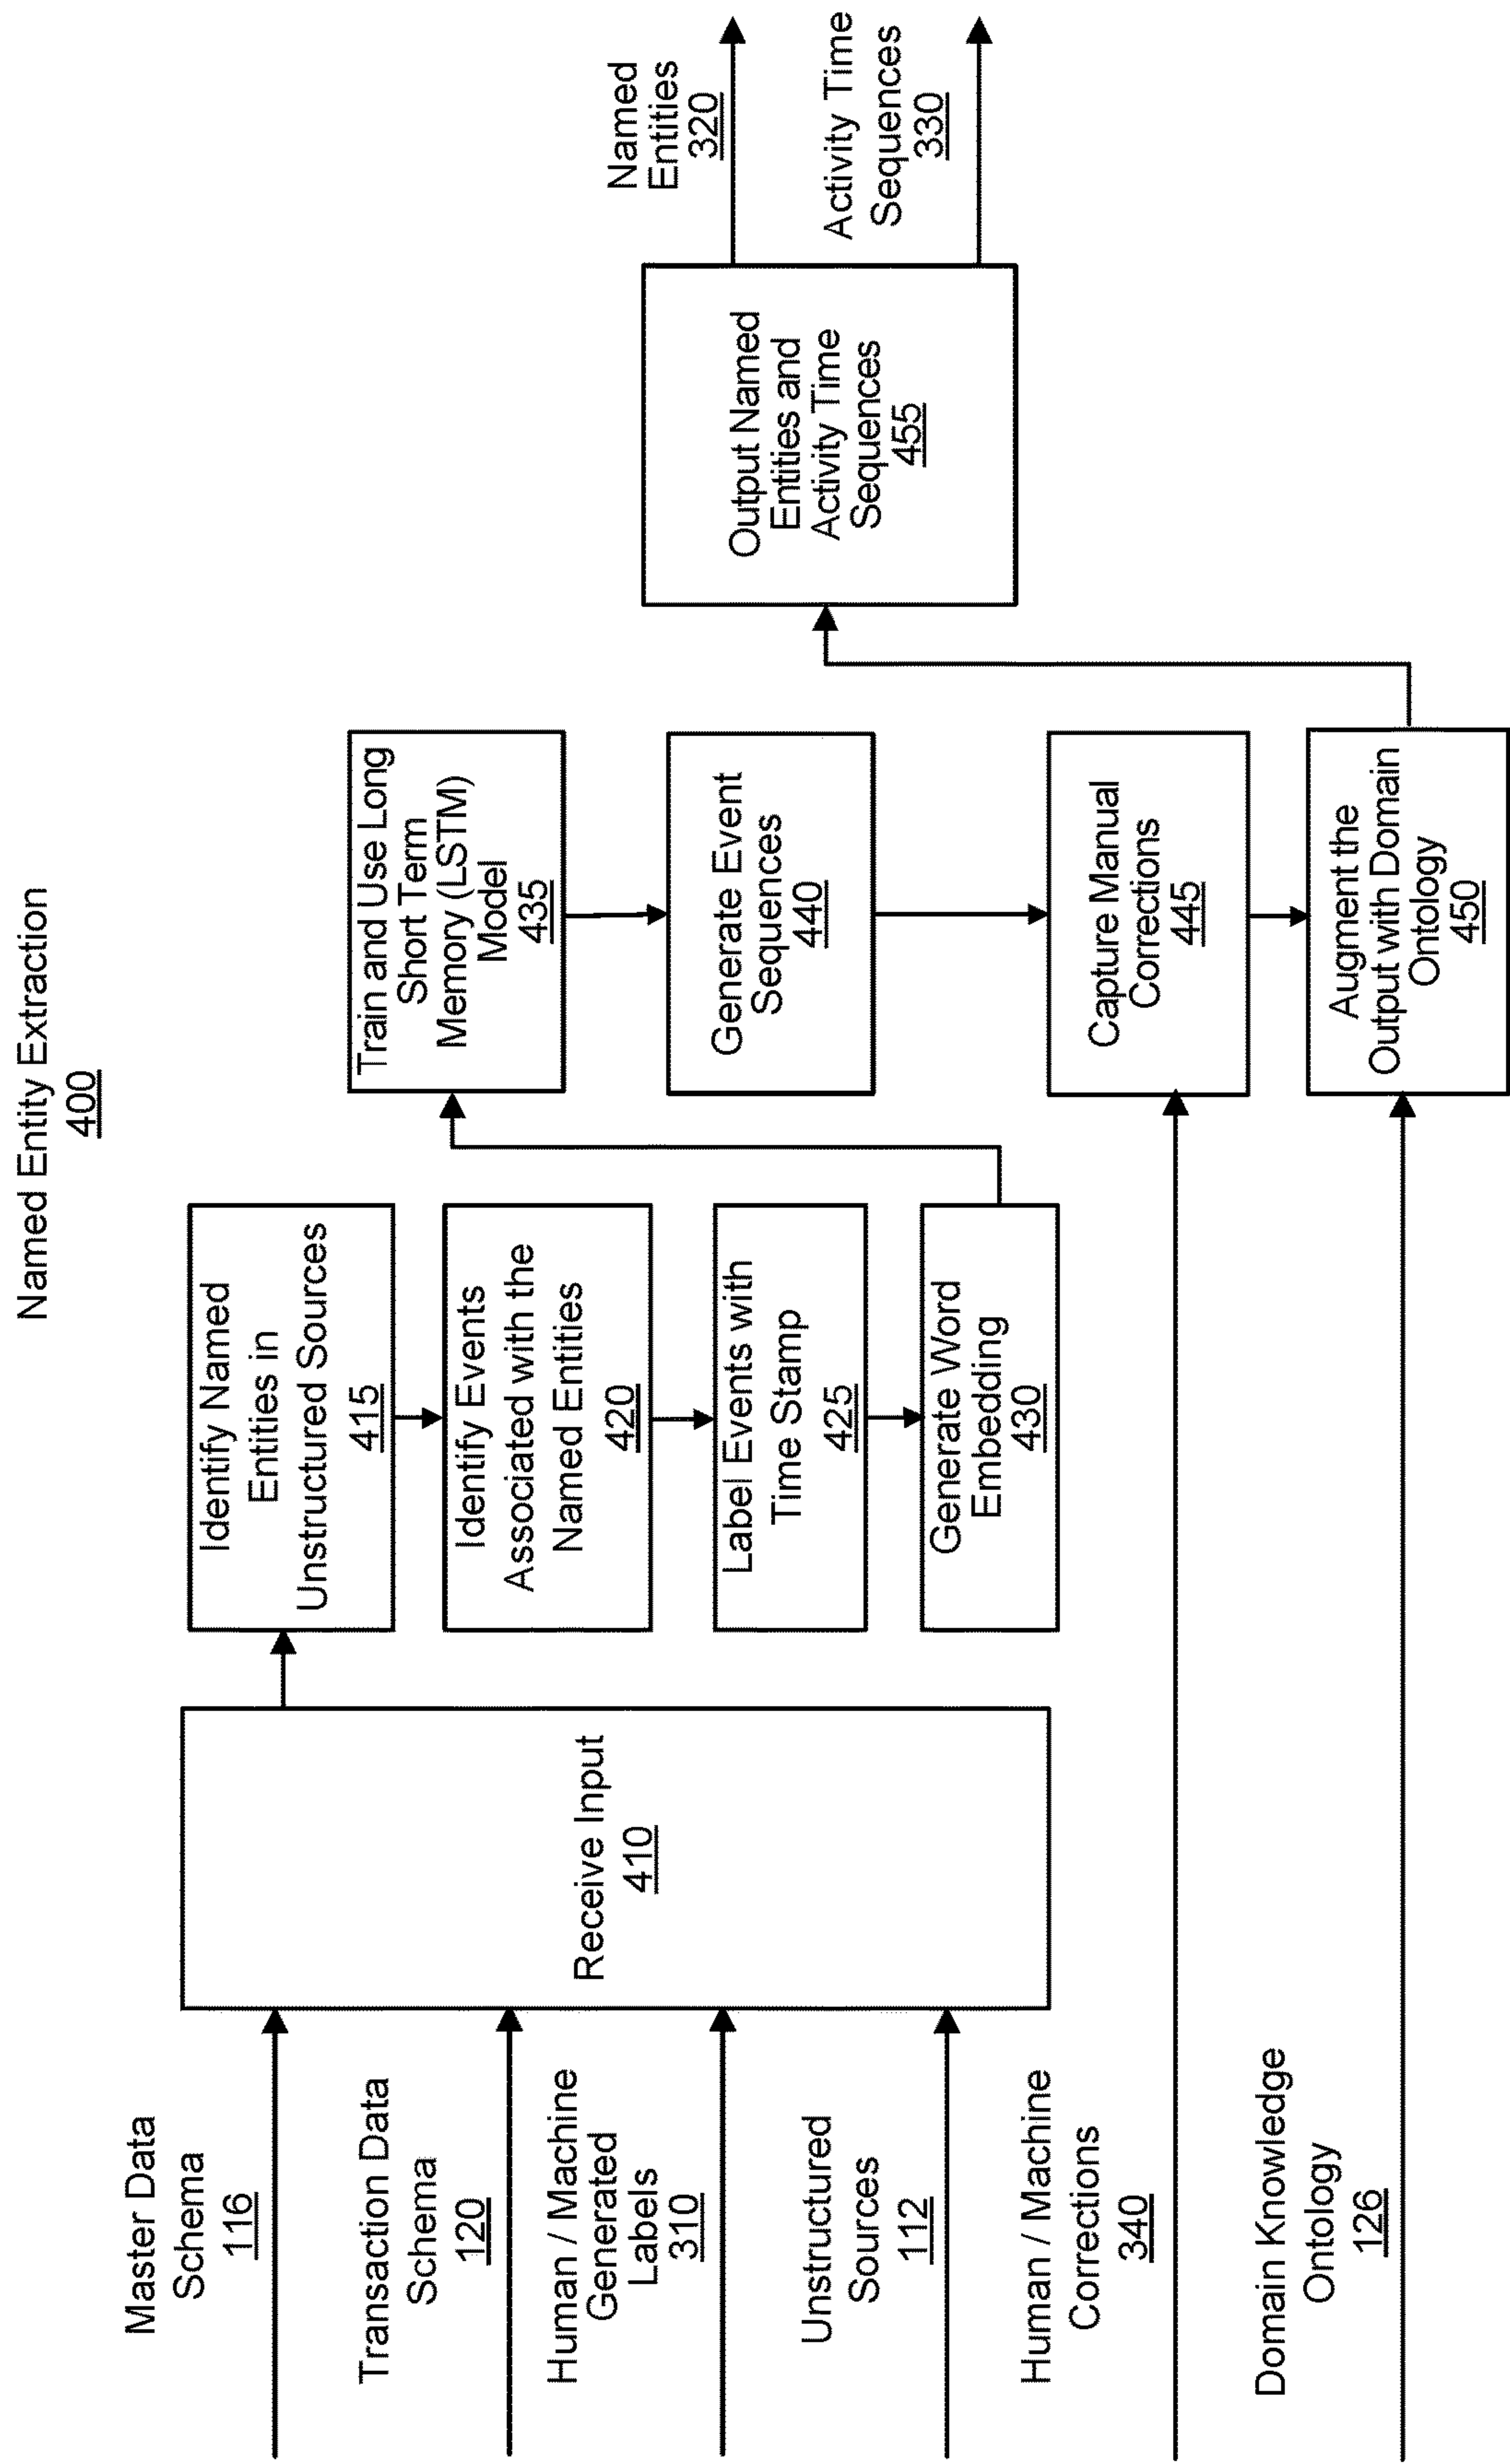 Named Entity Extraction
400
Master Data
Schema
116
Transaction Data
Schema
120
Human / Machine
Generated
Labels
310
Unstructured
Sources
112
Human / Machine
Corrections
340
Domain Knowledge
Ontology
126
Receive Input
410
Identify Named
Entities in
Unstructured Sources
415
Identify Events
Associated with the
Named Entities
420
Label Events with
Time Stamp
425
Generate Word
Embedding
430
Train and Use Long
Short Term
Memory (LSTM)
Model
435
Generate Event
Sequences
440
Capture Manual
Corrections
445
Augment the
Output with Domain
Ontology
450
Output Named
Entities and
Activity Time
Sequences
455
Named
Entities
320
Activity Time
Sequences
330